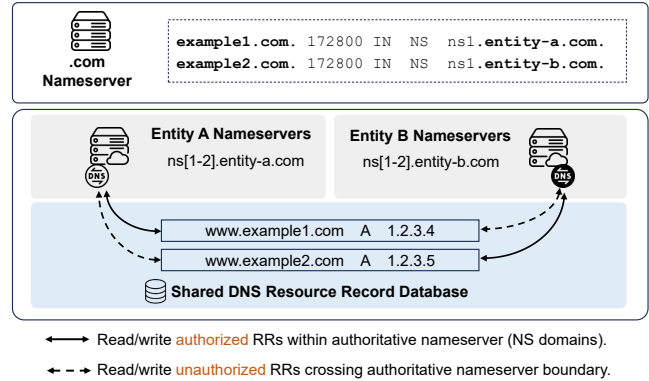 .com
Nameserver
example1.com. 172800 IN NS ns1.entity-a.com.
example2.com. 172800 IN NS ns1.entity-b.com.
Entity A Nameservers
ns[1-2].entity-a.com
DNS
Entity B Nameservers
ns[1-2].entity-b.com
DNS
www.example1.com A 1.2.3.4
www.example2.com A 1.2.3.5
Shared DNS Resource Record Database
Read/write authorized RRs within authoritative nameserver (NS domains).
Read/write unauthorized RRs crossing authoritative nameserver boundary.